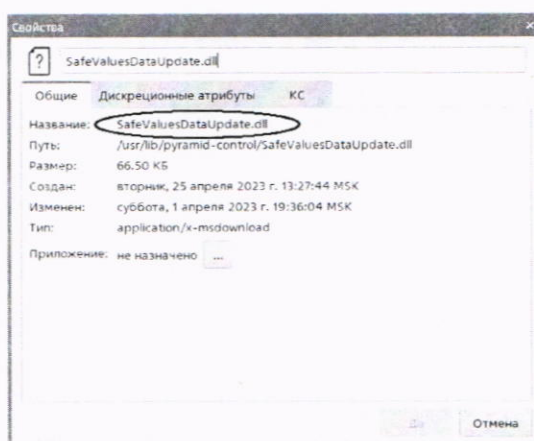 Свойства
SafeValuesDataUpdate.dll
Общие Дискреционные атрибуты КС
Название: SafeValuesDataUpdate.dll
Путь: /usr/lib/pyramid-control/SafeValuesDataUpdate.dll
Размер: 66.50 КБ
Создан: вторник, 25 апреля 2023 г. 13:27:44 MSK
Изменен: суббота, 1 апреля 2023 г. 19:36:04 MSK
Тип: application/x-msdownload
Приложение: не назначено ...
Да Отмена